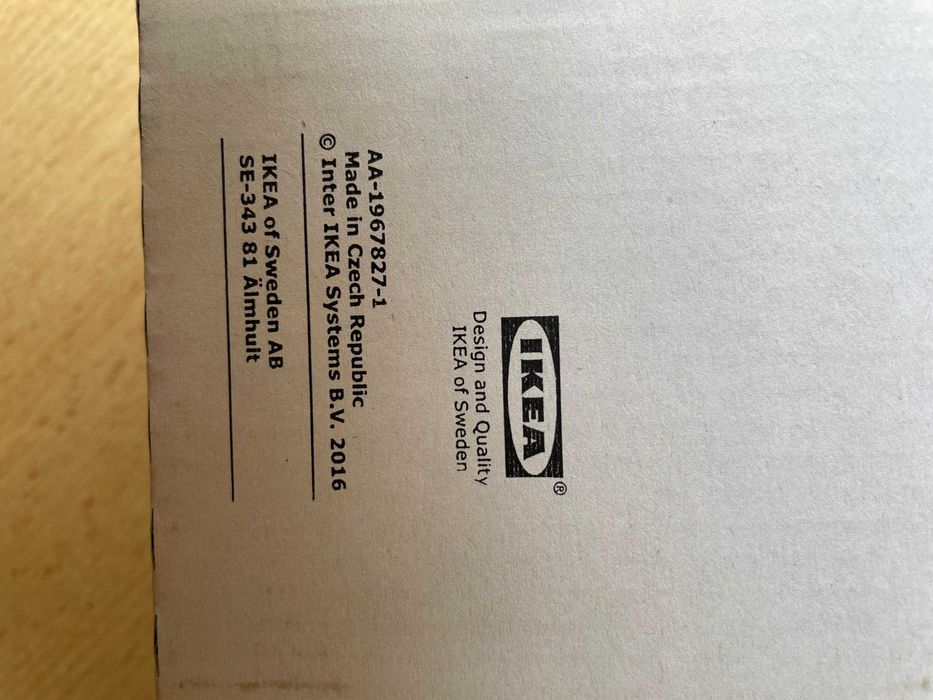 IKEA®
Design and Quality
IKEA of Sweden
AA-1967827-1
Made in Czech Republic
© Inter IKEA Systems B.V. 2016
IKEA of Sweden AB
SE-343 81 Älmhult